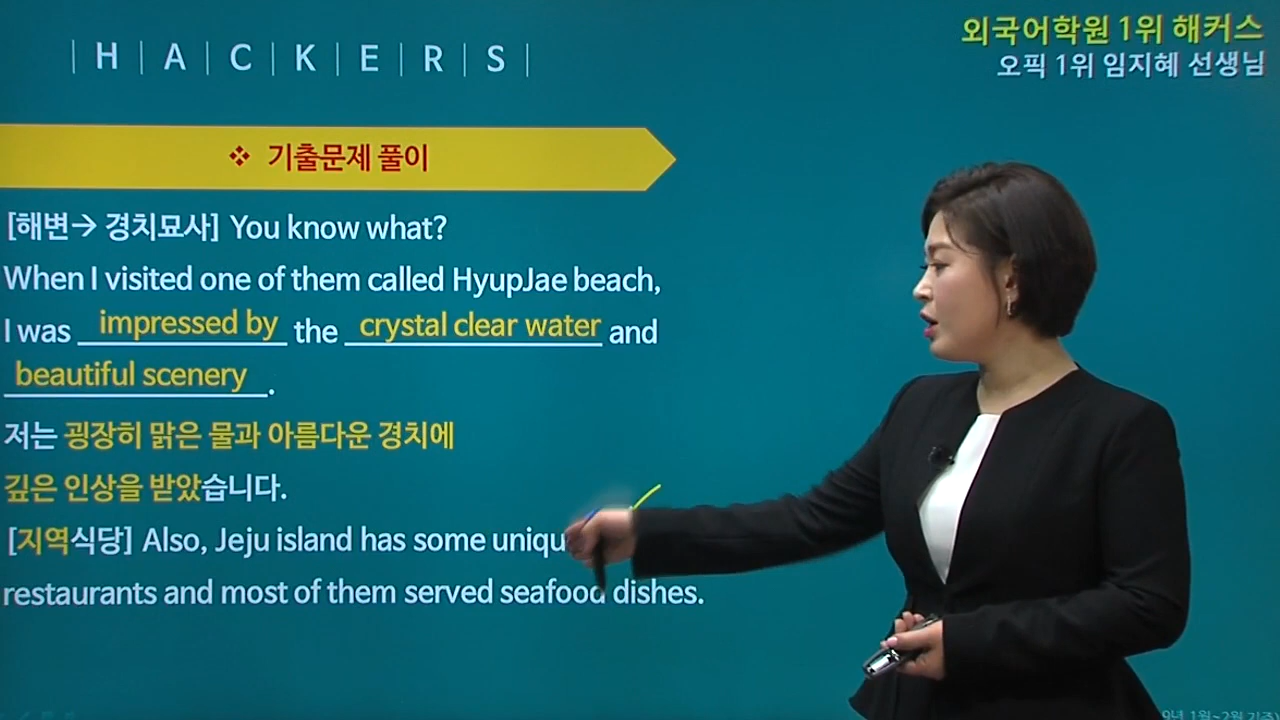 HACKERS
외국어학원 1위 해커스
오픽 1위 임지혜 선생님
❖ 기출문제 풀이
[해변→ 경치묘사] You know what?
When I visited one of them called HyupJae beach,
I was impressed by the crystal clear water and
beautiful scenery.
저는 굉장히 맑은 물과 아름다운 경치에
깊은 인상을 받았습니다.
[지역식당] Also, Jeju island has some
restaurants and most of them served seafood dishes.